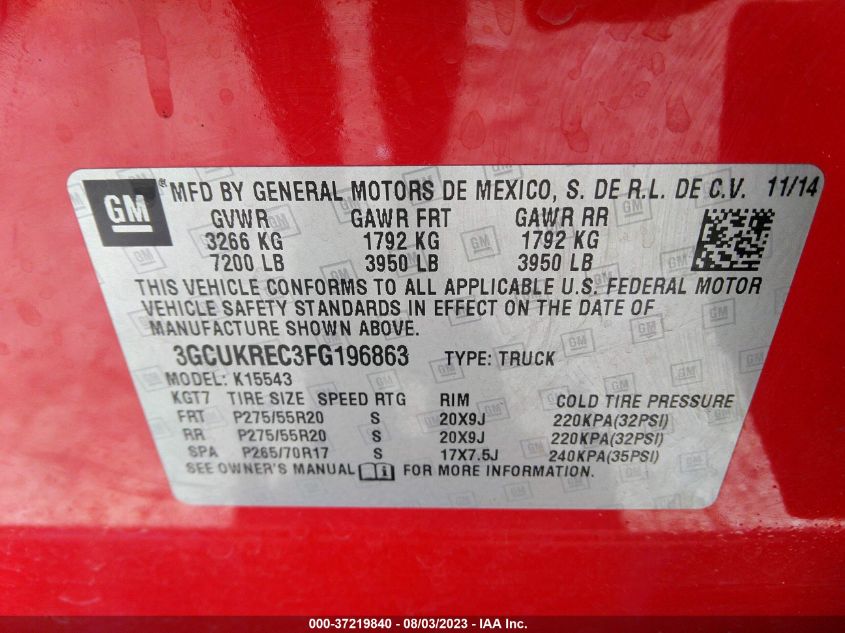 GM ® MFD BY GENERAL MOTORS DE MEXICO, S. DE R.L. DE C.V. 11/14
GVWR GAWR FRT GAWR RR
3266 KG 1792 KG 1792 KG
7200 LB 3950 LB 3950 LB
THIS VEHICLE CONFORMS TO ALL APPLICABLE U.S. FEDERAL MOTOR
VEHICLE SAFETY STANDARDS IN EFFECT ON THE DATE OF
MANUFACTURE SHOWN ABOVE.
3GCUKREC3FG196863 TYPE: TRUCK
MODEL: K15543
KGT7 TIRE SIZE SPEED RTG RIM COLD TIRE PRESSURE
FRT P275/55R20 S 20X9J 220KPA(32PSI)
RR P275/55R20 S 20X9J 220KPA(32PSI)
SPA P265/70R17 S 17X7.5J 240KPA(35PSI)
SEE OWNER'S MANUAL i FOR MORE INFORMATION.
000-37219840 - 08/03/2023 - IAA Inc.